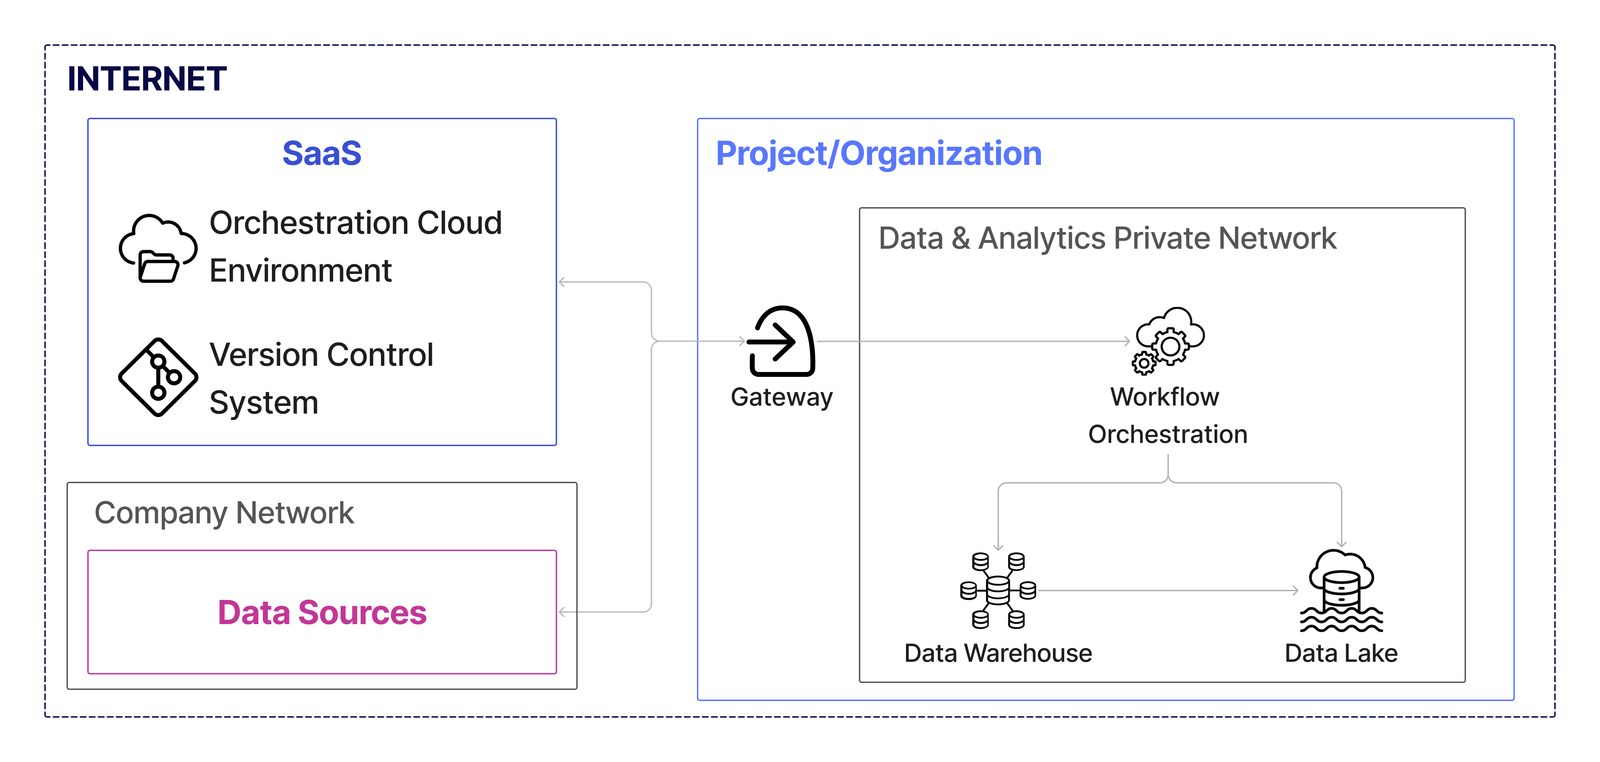 INTERNET
SaaS
Orchestration Cloud
Environment
Version Control
System
Company Network
Data Sources
Project/Organization
Data & Analytics Private Network
Gateway
Workflow
Orchestration
Data Warehouse
Data Lake